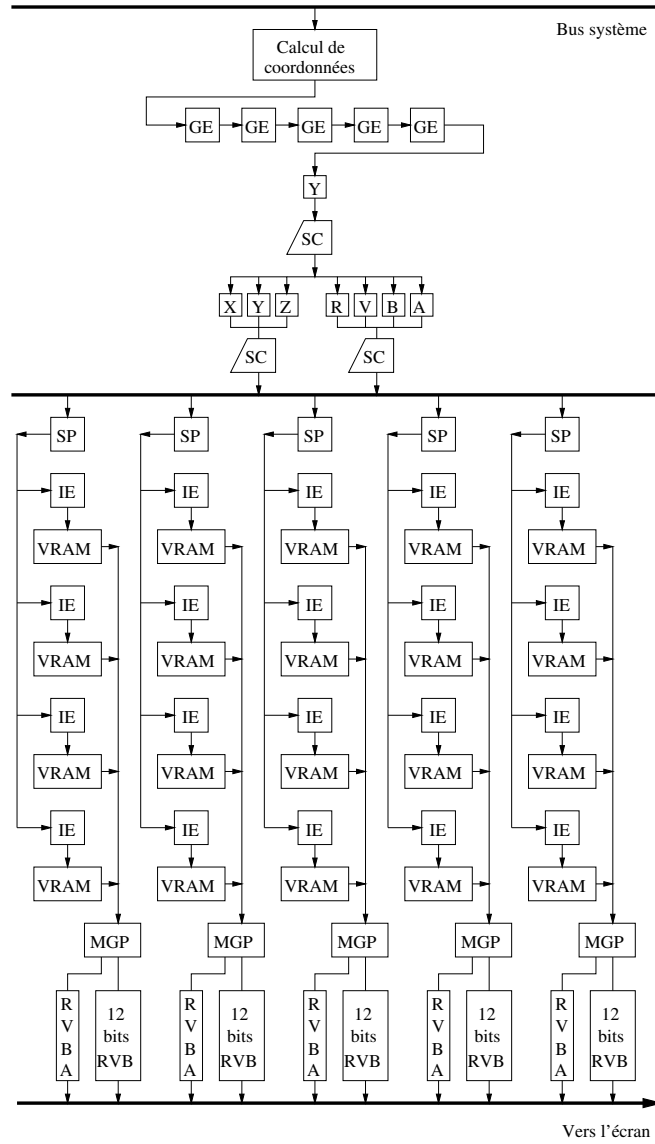 Bus système
Calcul de
coordonnées
GE GE GE GE GE
Y
SC
X Y Z R V B A
SC SC
SP SP SP SP SP
IE IE IE IE IE
VRAM VRAM VRAM VRAM VRAM
IE IE IE IE IE
VRAM VRAM VRAM VRAM VRAM
IE IE IE IE IE
VRAM VRAM VRAM VRAM VRAM
IE IE IE IE IE
VRAM VRAM VRAM VRAM VRAM
MGP MGP MGP MGP MGP
R R R R R
V 12 V 12 V 12 V 12 V 12
B bits B bits B bits B bits B bits
A RVB A RVB A RVB A RVB A RVB
Vers l'écran